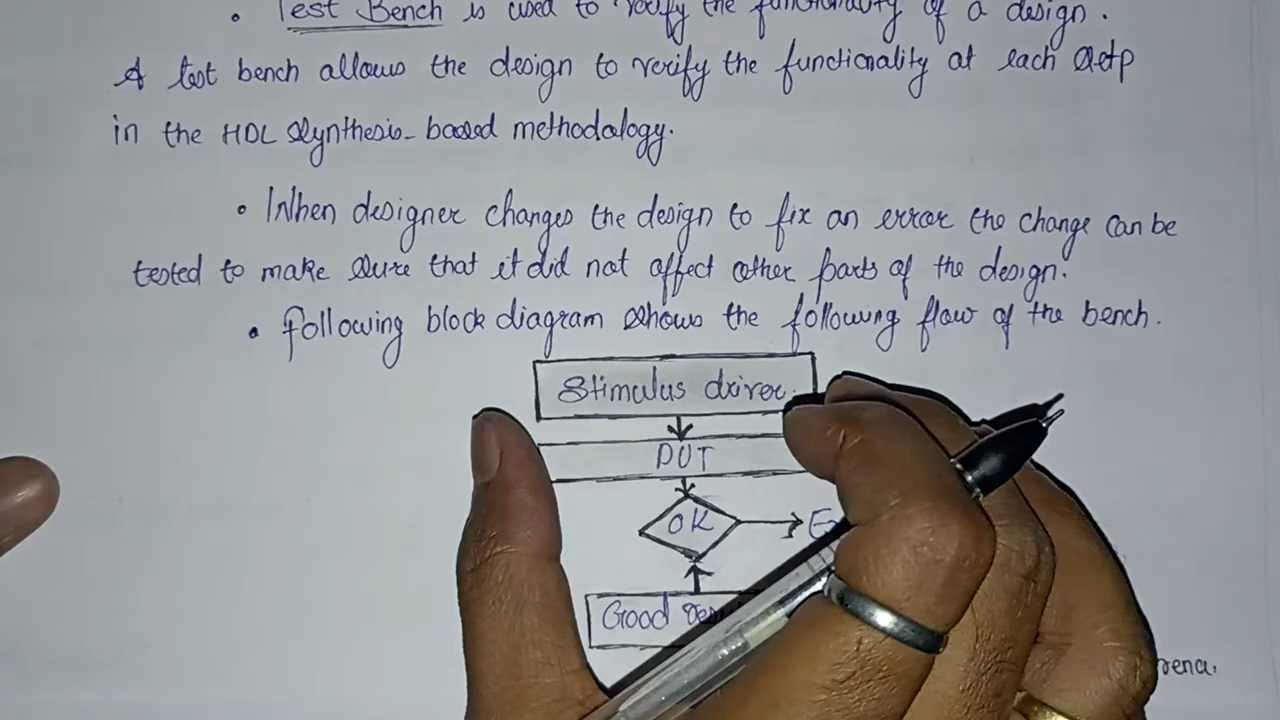 • Test Bench is used to verify the functionality of a design.
A test bench allows the design to verify the functionality at each step
in the HDL Synthesis-based methodalogy.
• When designer changes the design to fix an error the change can be
tested to make sure that it did not affect other parts of the design.
• following block diagram shows the following flow of the bench.
Stimulus driver
DUT
OK
Good